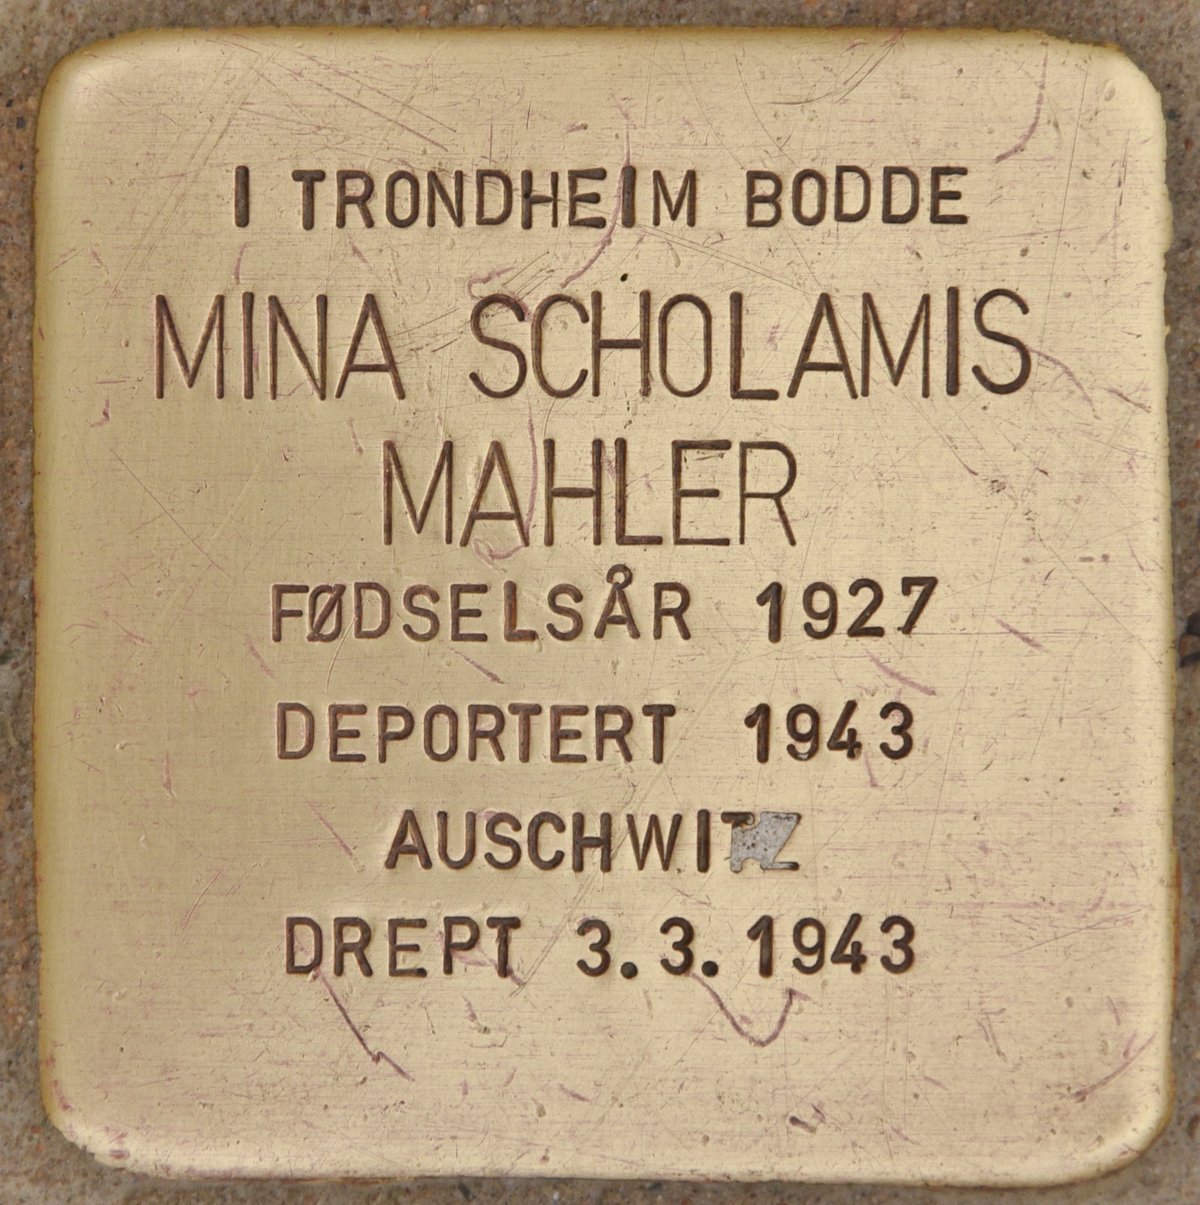 I TRONDHEIM BODDE
MINA SCHOLAMIS
MAHLER
FØDSELSÅR 1927
DEPORTERT 1943
AUSCHWITZ
DREPT 3.3.1943